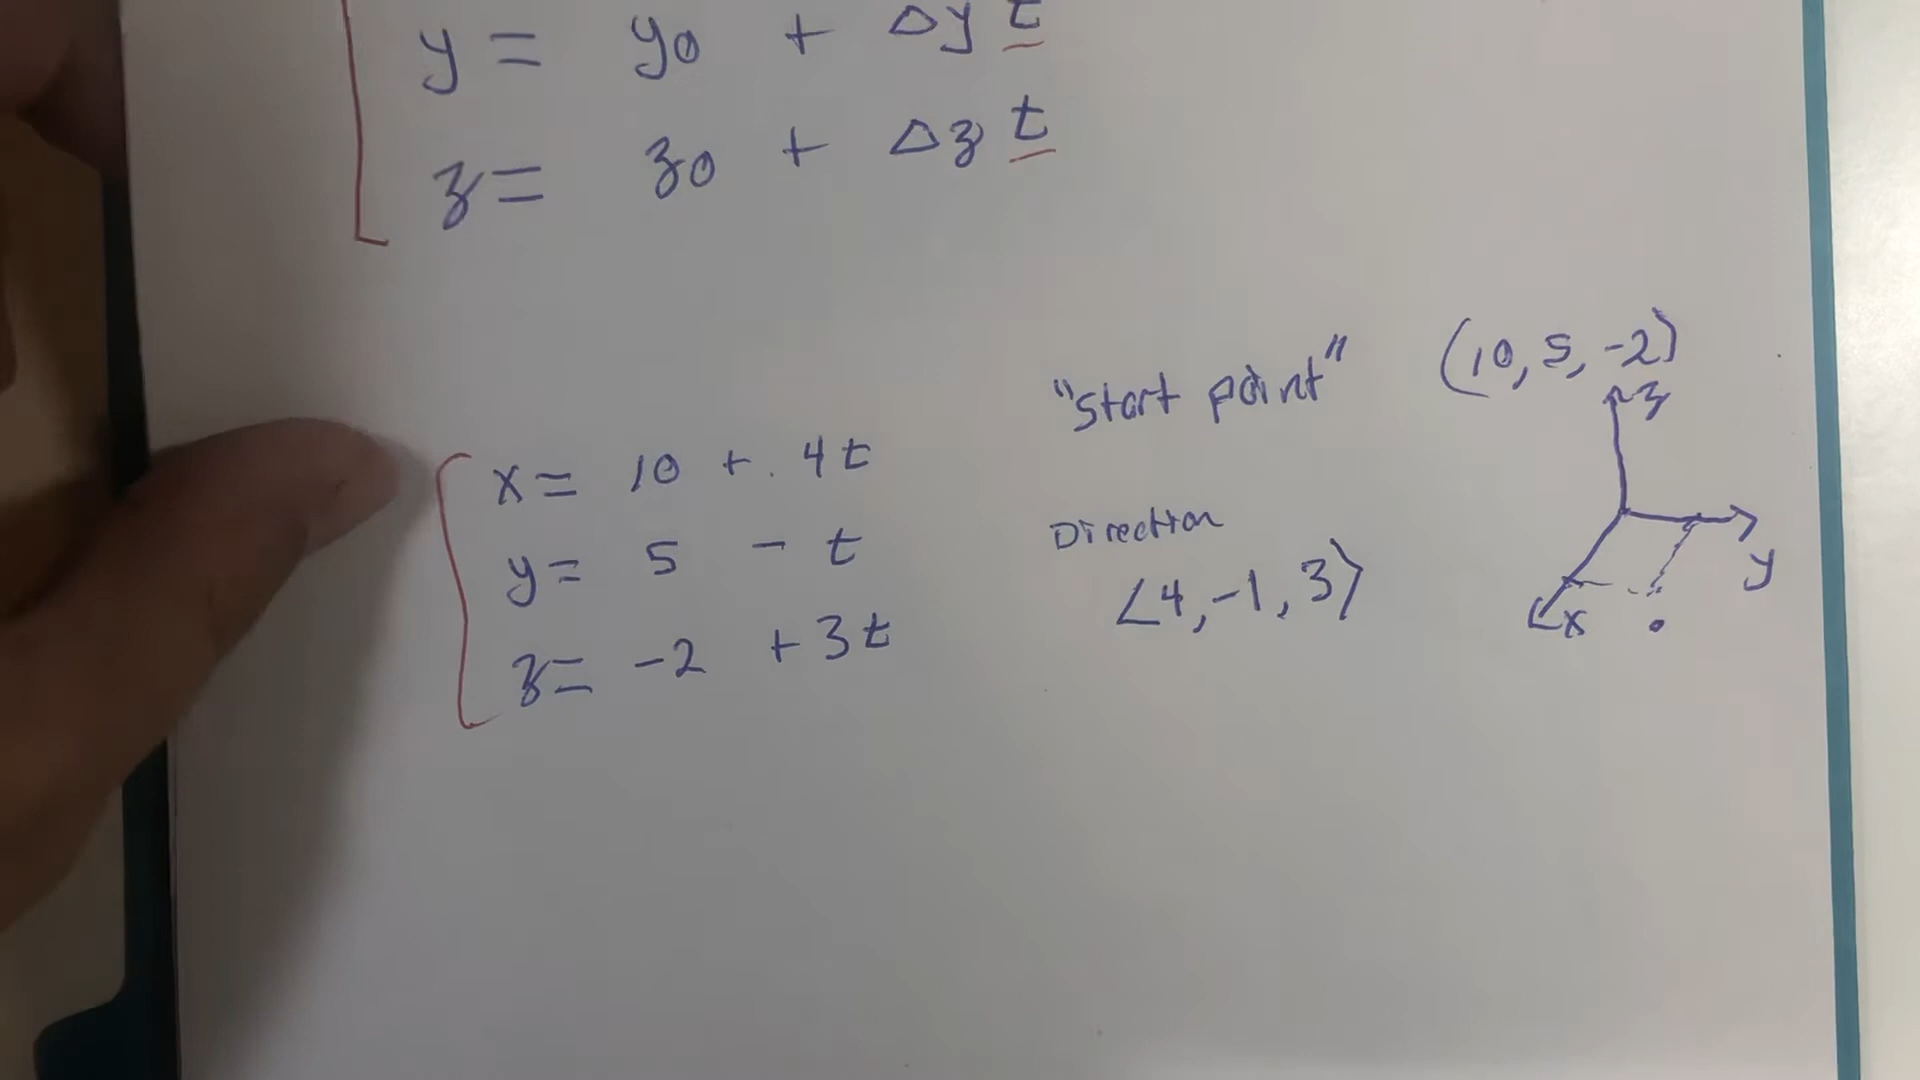 y = y0 + Δy t
z = z0 + Δz t
"start point" (10, 5, -2)
z
x = 10 + . 4t
y = 5 - t
z = -2 + 3t
Direction
⟨4, -1, 3⟩
y
x